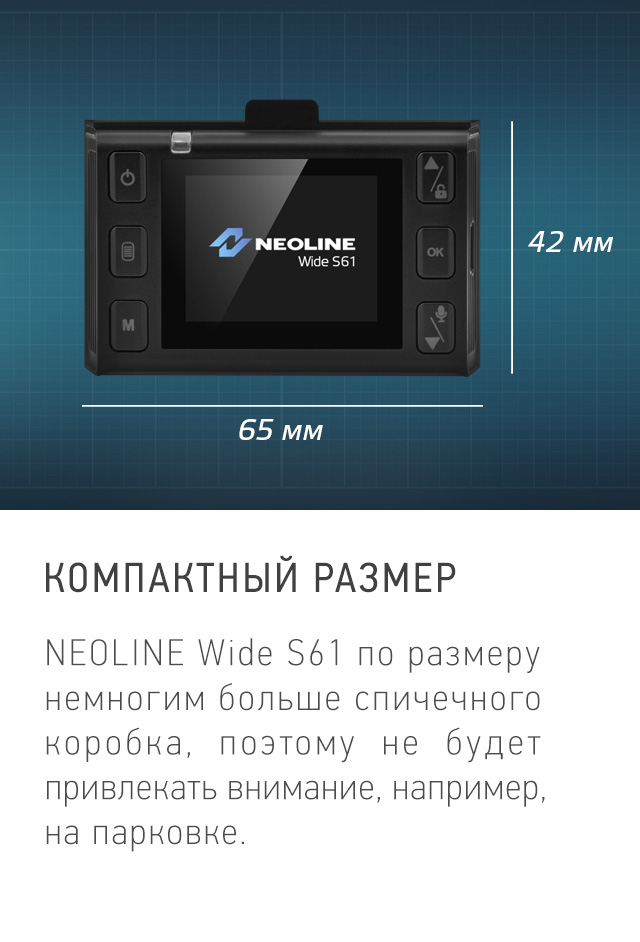 NEOLINE
Wide S61
OK
M
42 мм
65 мм
КОМПАКТНЫЙ РАЗМЕР
NEOLINE Wide S61 по размеру
немногим больше спичечного
коробка, поэтому не будет
привлекать внимание, например,
на парковке.